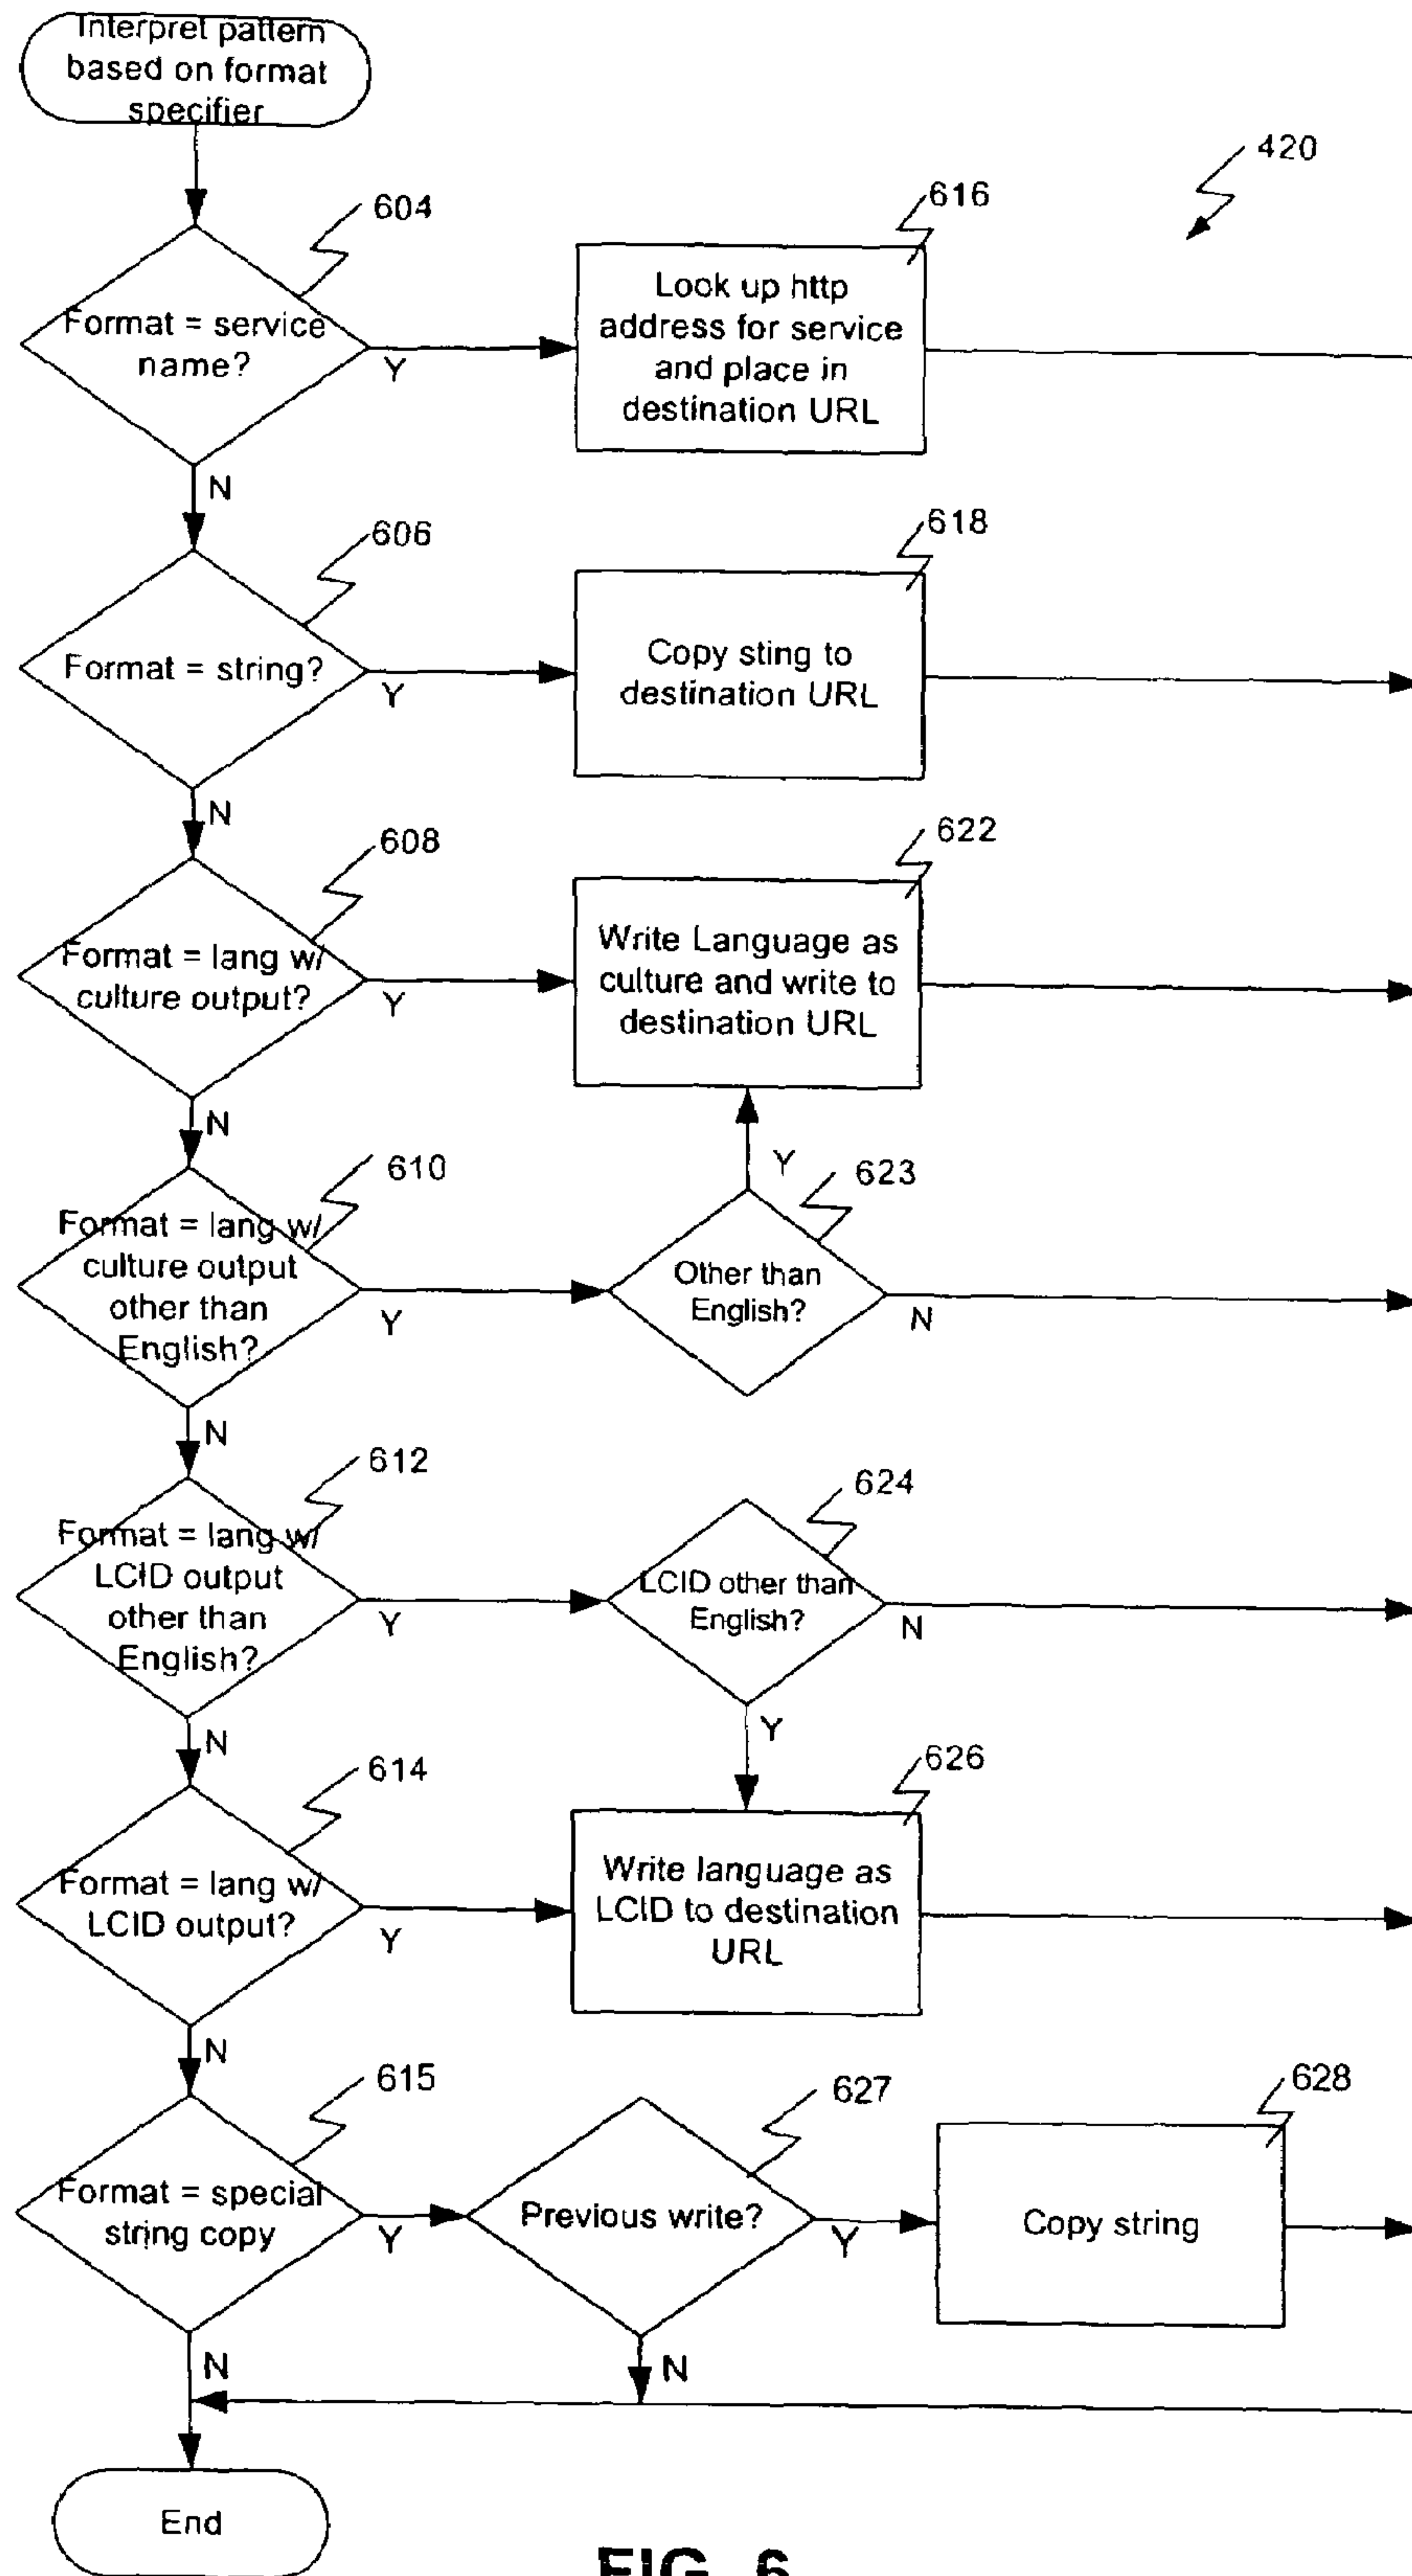 Interpret pattern
based on format
specifier
420
604
616
Format = service
name?
Y
Look up http
address for service
and place in
destination URL
N
606
618
Format = string?
Y
Copy sting to
destination URL
N
608
622
Format = lang w/
culture output?
Y
Write Language as
culture and write to
destination URL
N
610
Y
623
Format = lang w/
culture output
other than
English?
Y
Other than
English?
N
N
612
624
Format = lang w/
LCID output
other than
English?
Y
LCID other than
English?
N
N
Y
614
626
Format = lang w/
LCID output?
Y
Write language as
LCID to destination
URL
N
615
627
628
Format = special
string copy
Y
Previous write?
Y
Copy string
N
N
End
FIG. 6